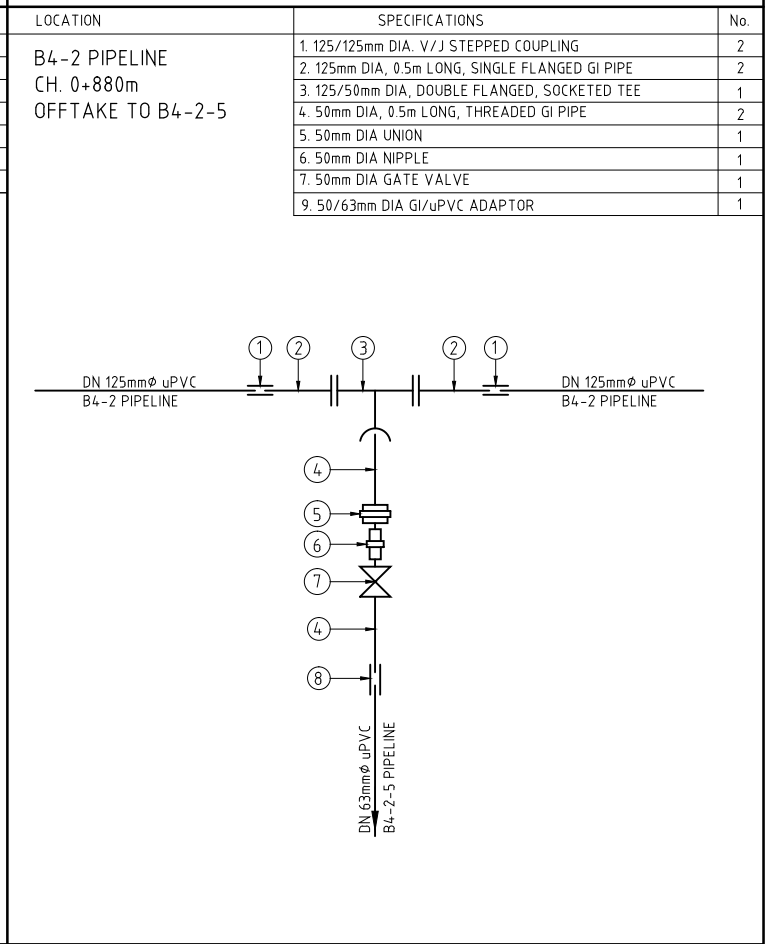 LOCATION SPECIFICATIONS No.
B4-2 PIPELINE
CH. 0+880m
OFFTAKE TO B4-2-5
1. 125/125mm DIA. V/J STEPPED COUPLING 2
2. 125mm DIA, 0.5m LONG, SINGLE FLANGED GI PIPE 2
3. 125/50mm DIA, DOUBLE FLANGED, SOCKETED TEE 1
4. 50mm DIA, 0.5m LONG, THREADED GI PIPE 2
5. 50mm DIA UNION 1
6. 50mm DIA NIPPLE 1
7. 50mm DIA GATE VALVE 1
9. 50/63mm DIA GI/uPVC ADAPTOR 1
1 2 3 2 1
DN 125mmø uPVC
B4-2 PIPELINE
DN 125mmø uPVC
B4-2 PIPELINE
4
5
6
7
4
8
DN 63mmø uPVC
B4-2-5 PIPELINE